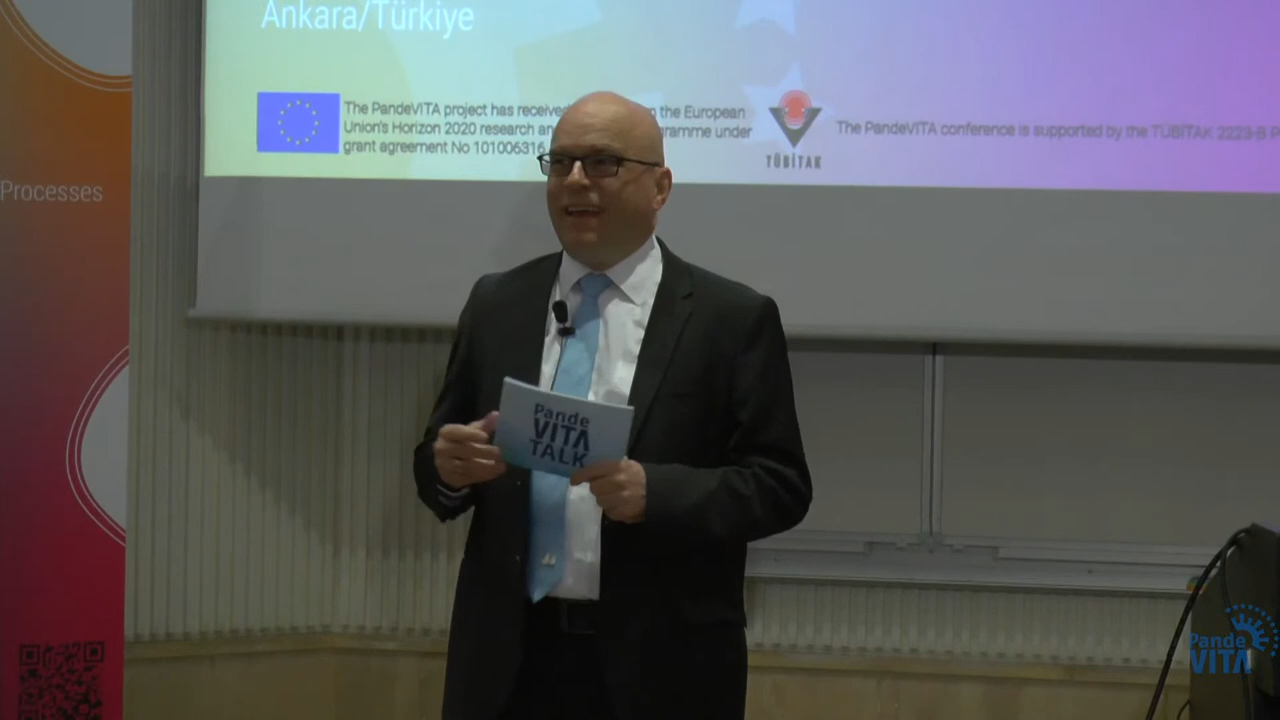 Ankara/Türkiye
The PandeVITA project has received
the European
Union's Horizon 2020 research an
gramme under
grant agreement No 101006316
TÜBİTAK
The PandeVITA conference is supported by the TÜBİTAK 2223-B P
Processes
Pande
VITA
TALK
Pande
VITA